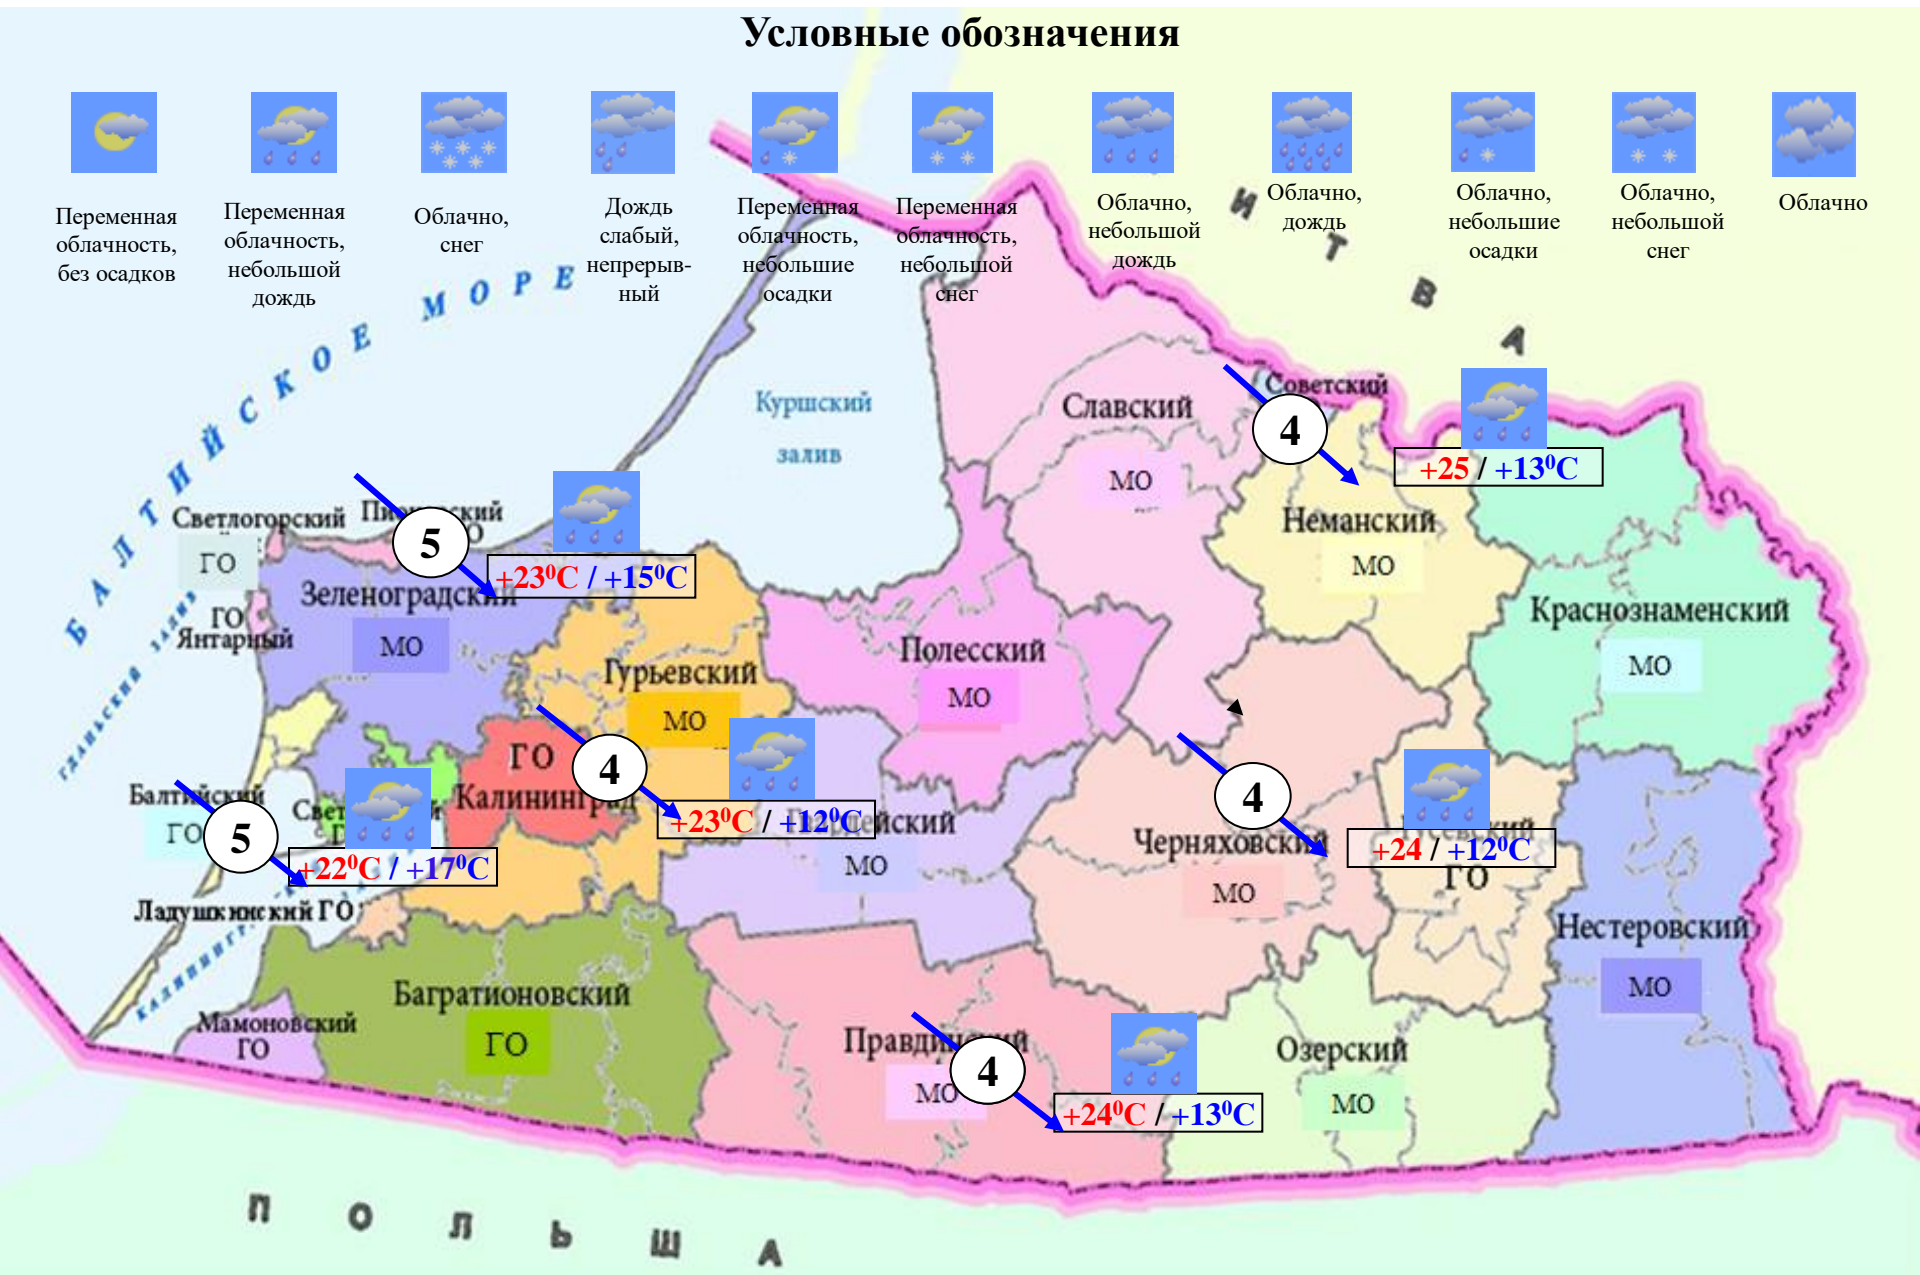 Условные обозначения
Переменная
облачность,
без осадков
Переменная
облачность,
небольшой
дождь
Облачно,
снег
Дождь
слабый,
непрерыв-
ный
Переменная
облачность,
небольшие
осадки
Переменная
облачность,
небольшой
снег
Облачно,
небольшой
дождь
Облачно,
дождь
Облачно,
небольшие
осадки
Облачно,
небольшой
снег
Облачно
БАЛТИЙСКОЕ МОРЕ
ИТВА
Куршский
залив
Славский
МО
Советский
4
+25 / +13⁰С
Неманский
МО
Краснознаменский
МО
Светлогорский
ГО
5
+23⁰С / +15⁰С
Зеленоградский
МО
ГО
Янтарный
Гурьевский
МО
Полесский
МО
ГО
Калининград
4
+23⁰С / +12⁰С
МО
Балтийский
ГО
5
+22⁰С / +17⁰С
Ладушкинский ГО
4
Черняховский
МО
+24 / +12⁰С
ГО
Нестеровский
МО
Багратионовский
ГО
Мамоновский
ГО
Правдинский
МО
4
+24⁰С / +13⁰С
Озерский
МО
ПОЛЬША